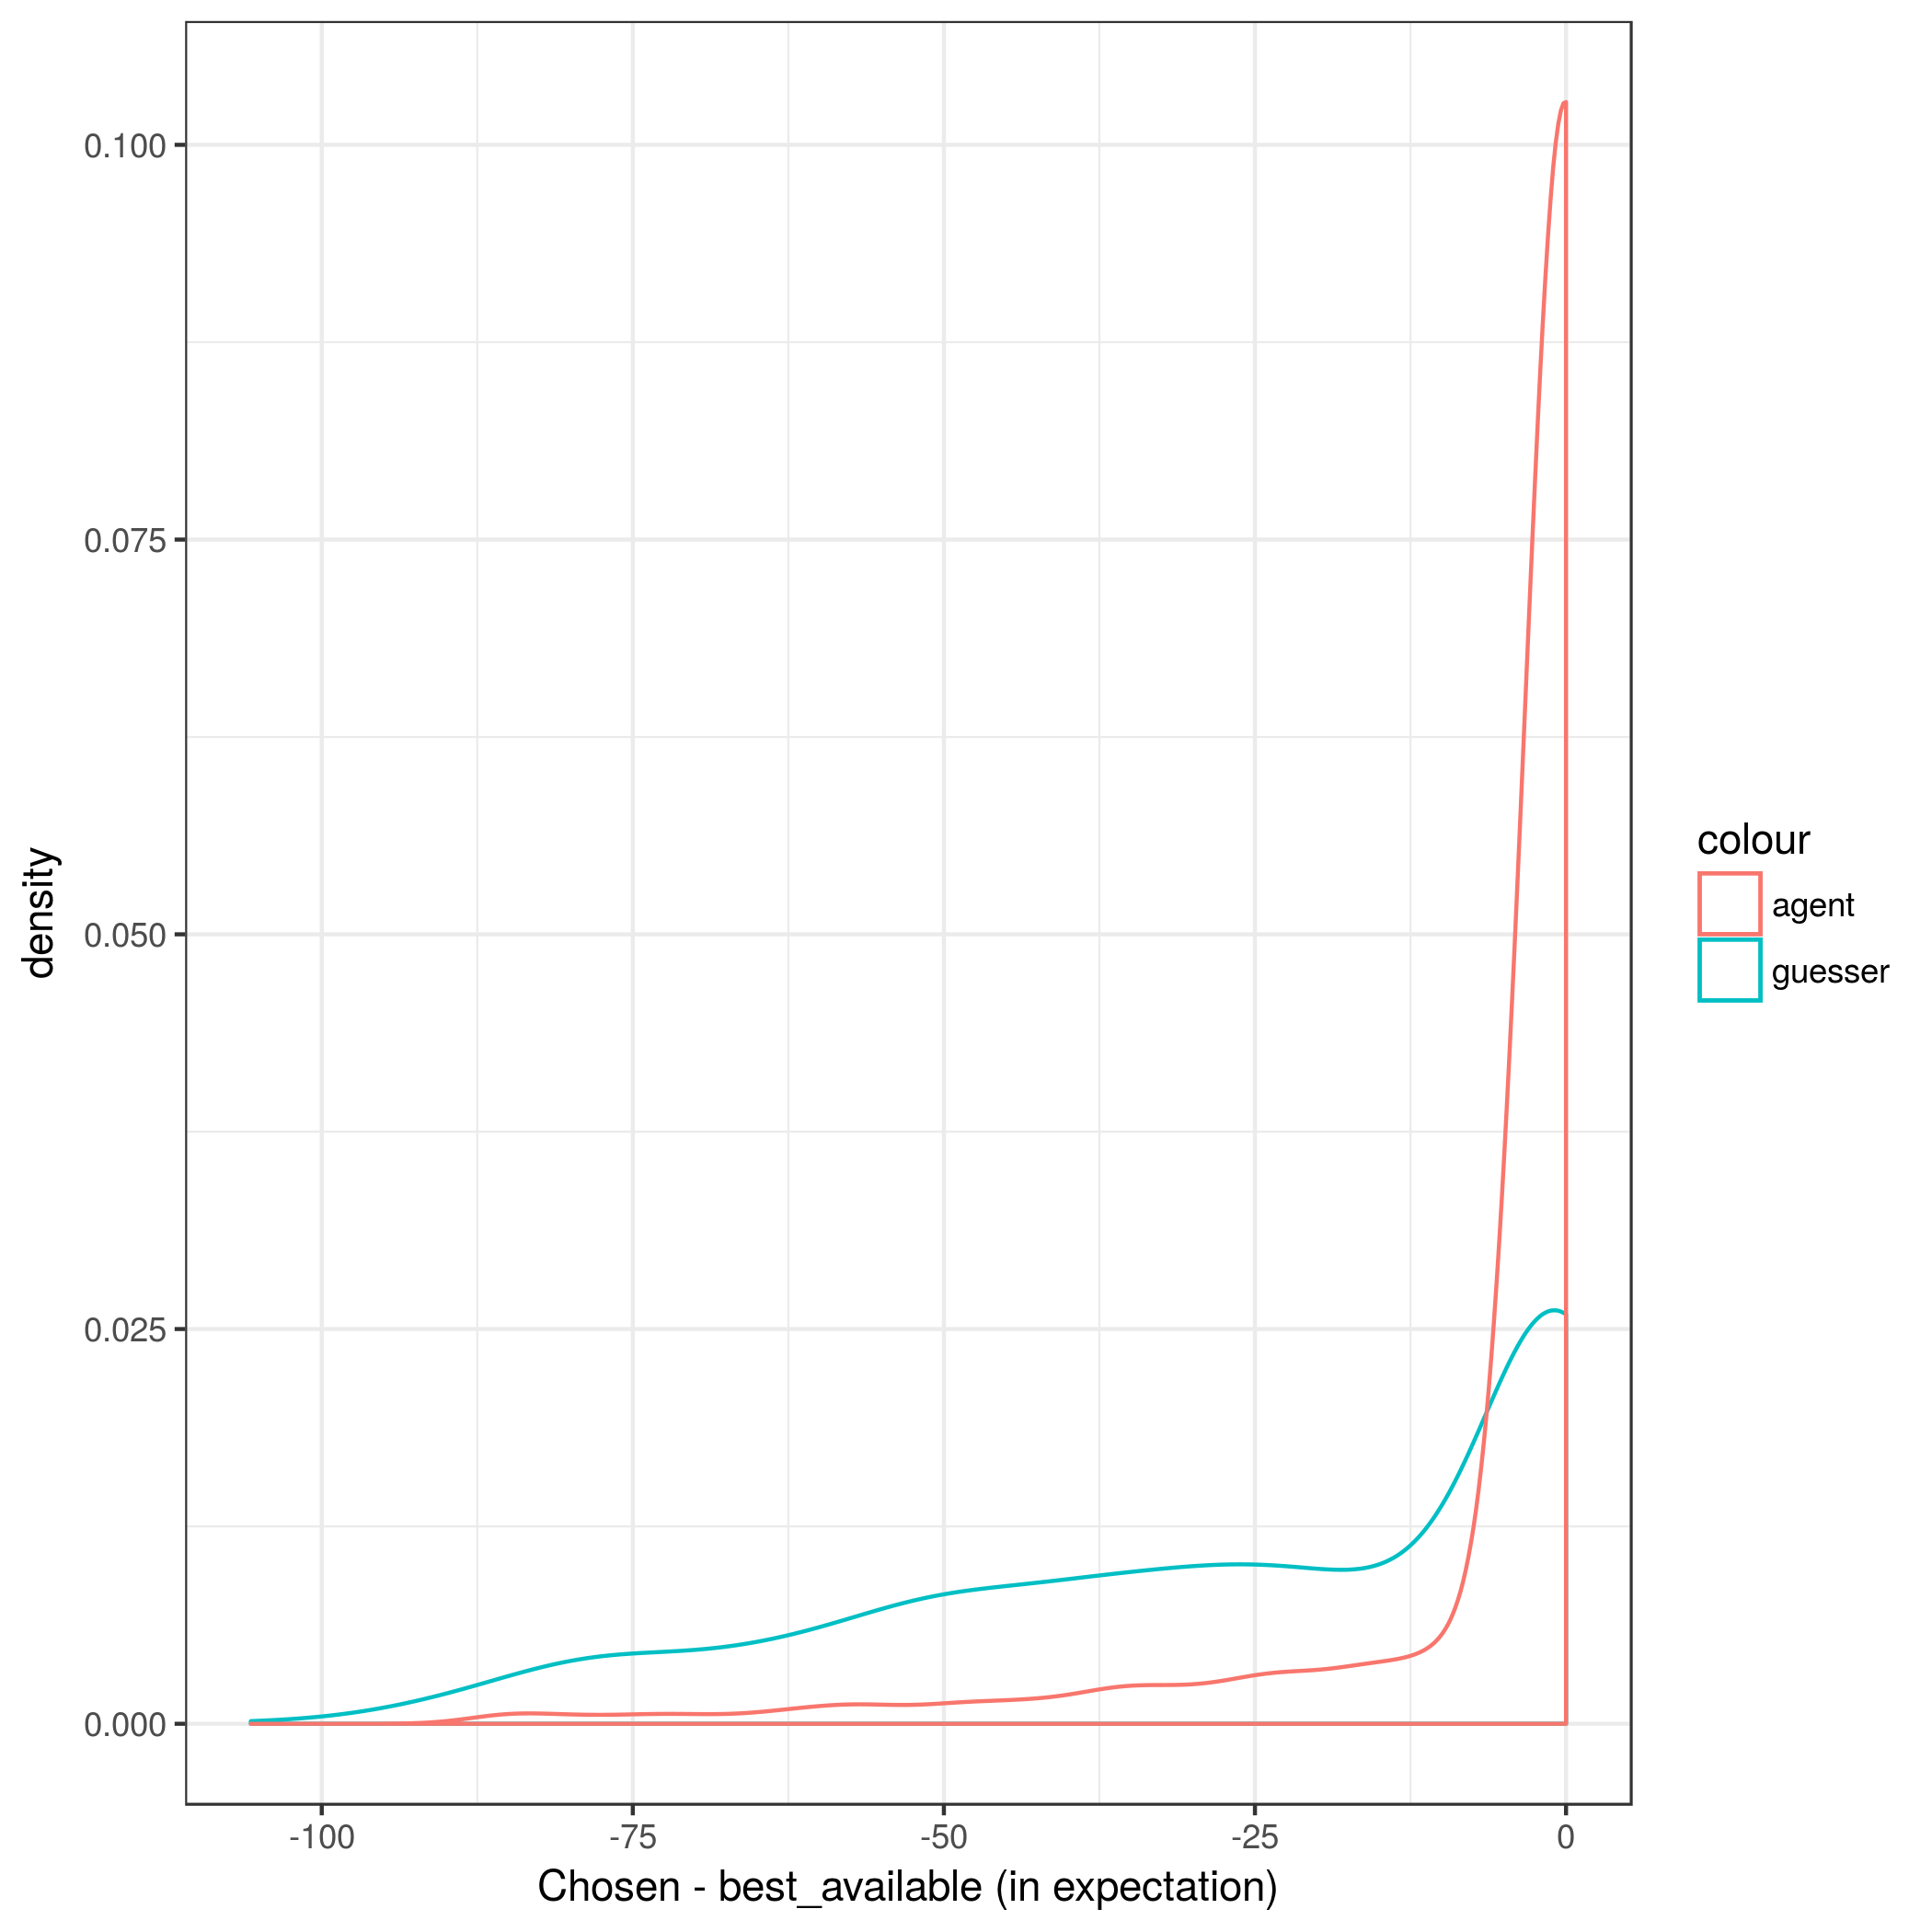 0.100
0.075
0.050
0.025
0.000
density
-100
-75
-50
-25
0
Chosen - best_available (in expectation)
colour
agent
guesser